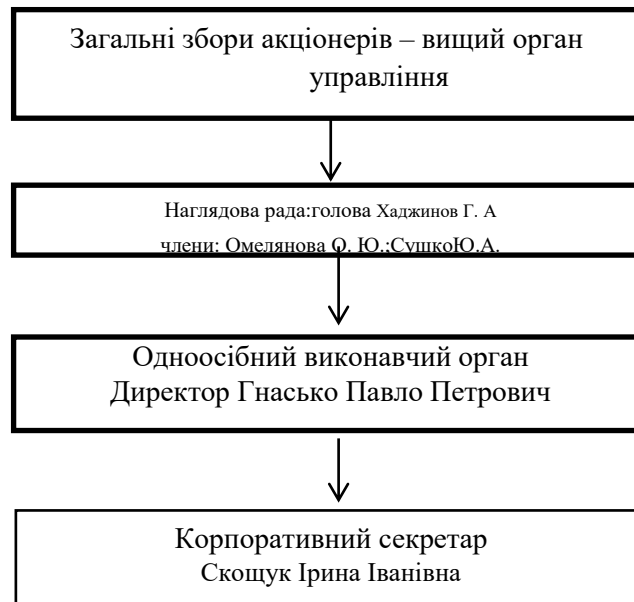 Загальні збори акціонерів – вищий орган
управління
Наглядова рада:голова Хаджинов Г. А
члени: Омелянова О. Ю.;СушкоЮ.А.
Одноосібний виконавчий орган
Директор Гнасько Павло Петрович
Корпоративний секретар
Скощук Ірина Іванівна